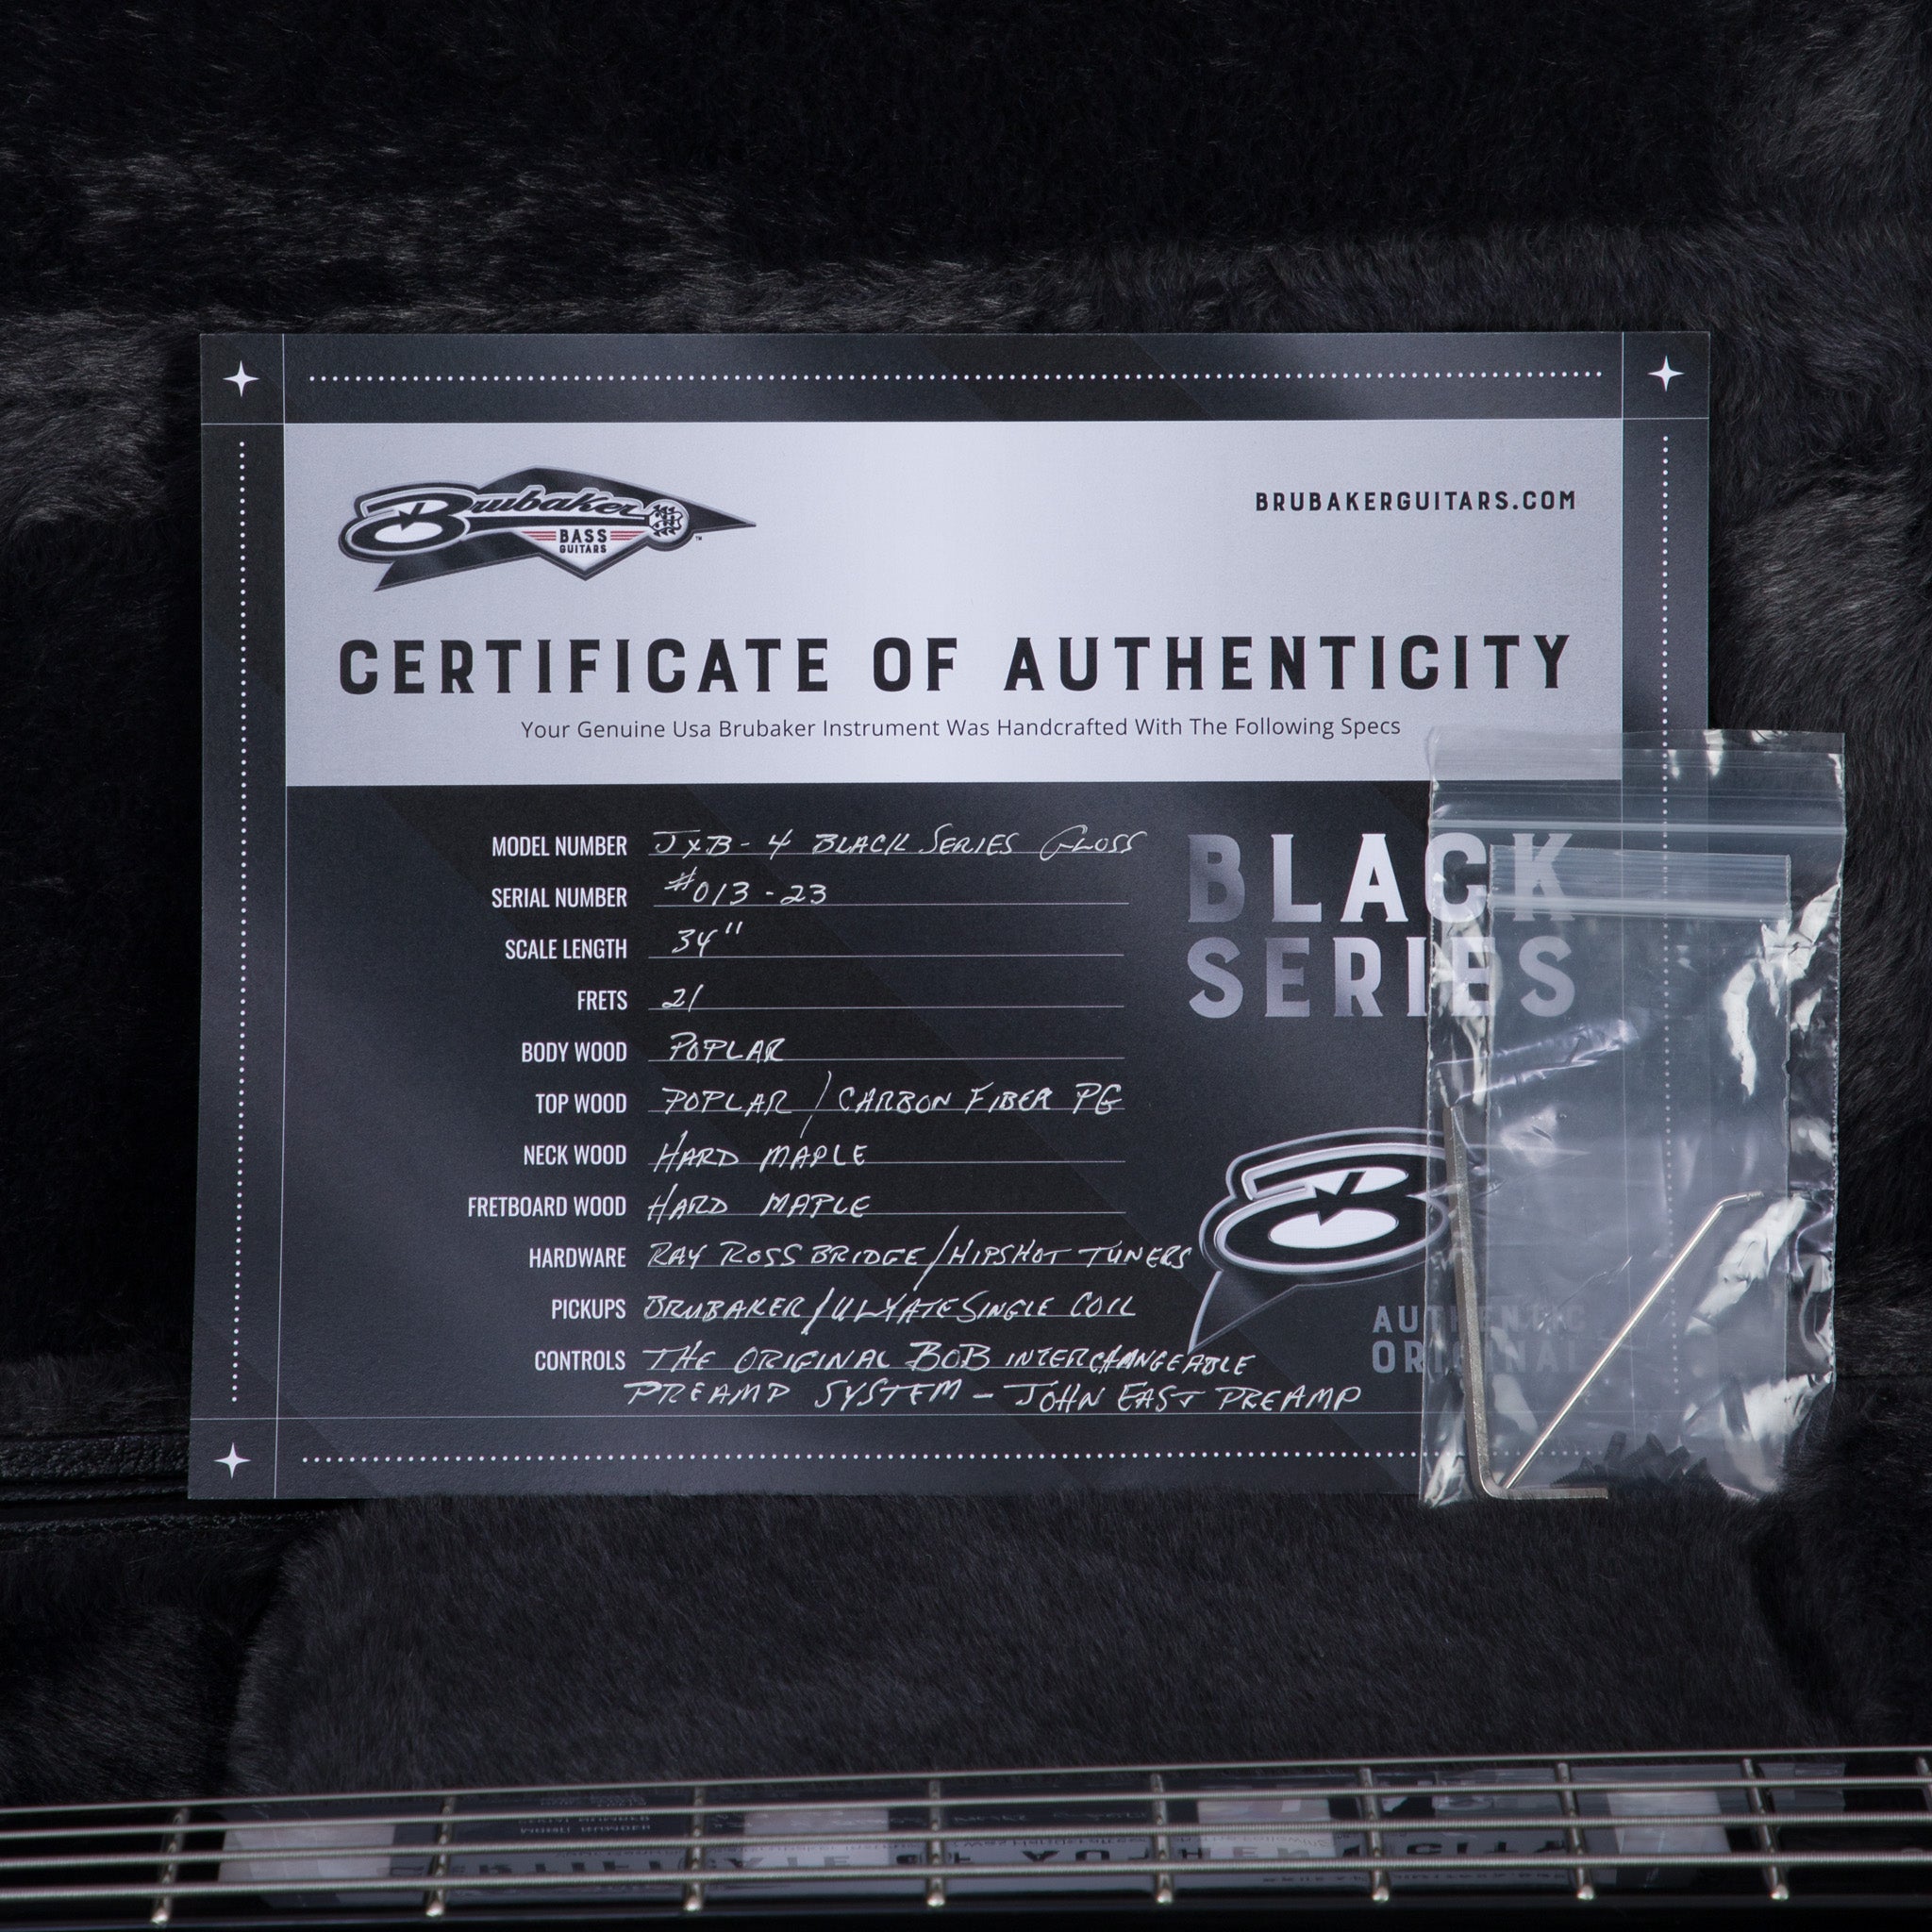 Brubaker
BASS
GUITARS
™
BRUBAKERGUITARS.COM
CERTIFICATE OF AUTHENTICITY
Your Genuine Usa Brubaker Instrument Was Handcrafted With The Following Specs
BLACK
SERIES
MODEL NUMBER JXB-4 BLACK SERIES GLOSS
SERIAL NUMBER #013-23
SCALE LENGTH 34"
FRETS 21
BODY WOOD POPLAR
TOP WOOD POPLAR / CARBON FIBER PG
NECK WOOD HARD MAPLE
FRETBOARD WOOD HARD MAPLE
HARDWARE RAY ROSS BRIDGE/HIPSHOT TUNERS
PICKUPS BRUBAKER/ULYATE SINGLE COIL
CONTROLS THE ORIGINAL BOB INTERCHANGEABLE
PREAMP SYSTEM - JOHN EAST PREAMP
B
AUTHENTIC
ORIGINAL